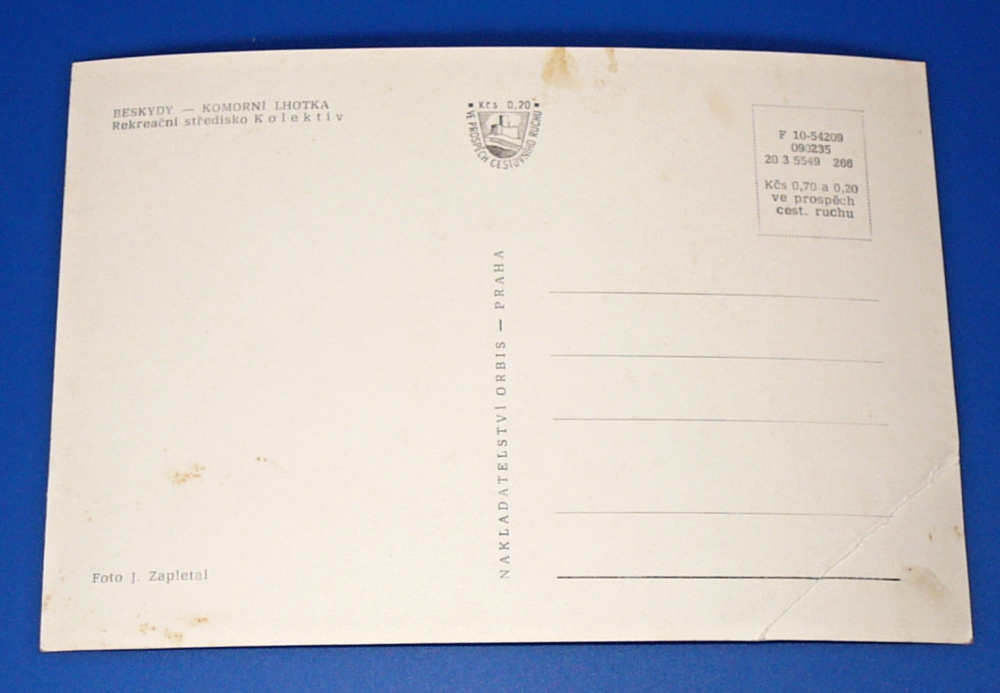 BESKYDY — KOMORNÍ LHOTKA
Rekreační středisko Kolektiv
Kčs 0,20
VE PROSPĚCH CESTOVNÍHO RUCHU
F 10-54209
090235
20 3 5549 266
Kčs 0,70 a 0,20
ve prospěch
cest. ruchu
NAKLADATELSTVÍ ORBIS — PRAHA
Foto J. Zapletal